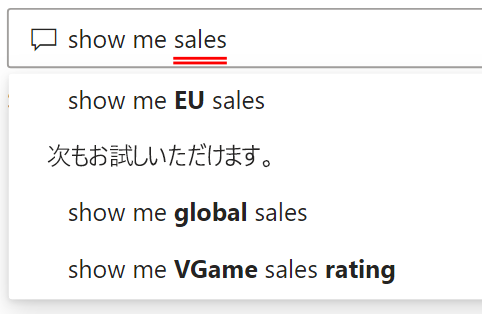 show me sales
show me EU sales
次もお試しいただけます。
show me global sales
show me VGame sales rating